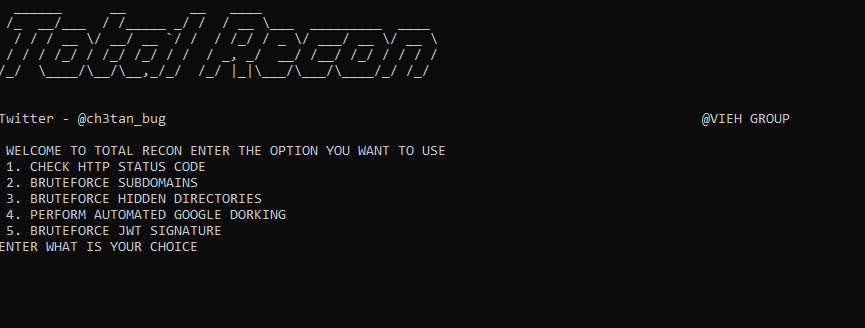 Total Recon
Twitter - @ch3tan_bug @VIEH GROUP
WELCOME TO TOTAL RECON ENTER THE OPTION YOU WANT TO USE
1. CHECK HTTP STATUS CODE
2. BRUTEFORCE SUBDOMAINS
3. BRUTEFORCE HIDDEN DIRECTORIES
4. PERFORM AUTOMATED GOOGLE DORKING
5. BRUTEFORCE JWT SIGNATURE
ENTER WHAT IS YOUR CHOICE